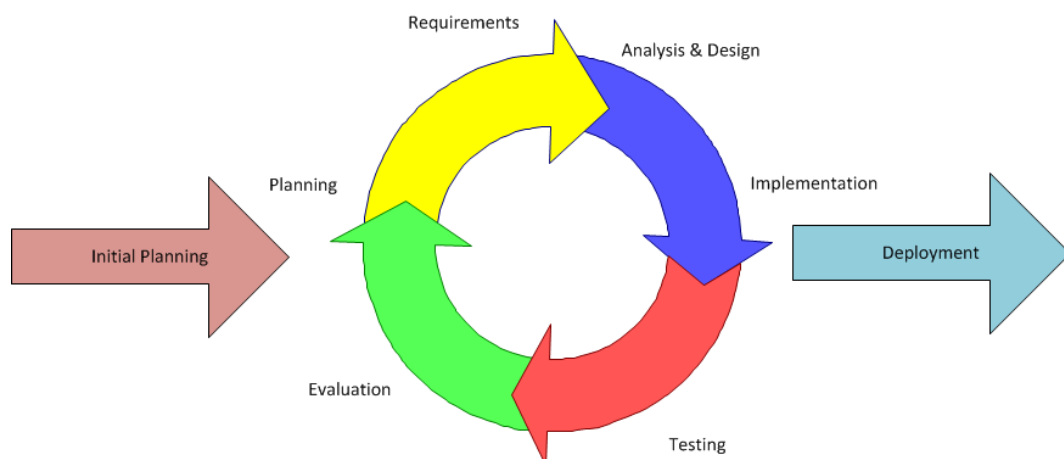 Requirements
Analysis & Design
Planning
Implementation
Initial Planning
Deployment
Evaluation
Testing